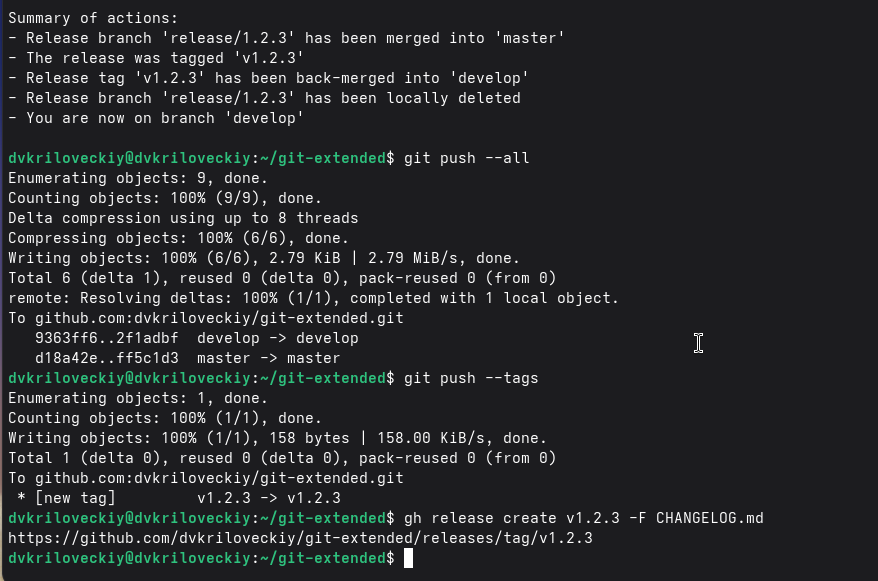 Summary of actions:
- Release branch 'release/1.2.3' has been merged into 'master'
- The release was tagged 'v1.2.3'
- Release tag 'v1.2.3' has been back-merged into 'develop'
- Release branch 'release/1.2.3' has been locally deleted
- You are now on branch 'develop'
dvkriloveckiy@dvkriloveckiy:~/git-extended$ git push --all
Enumerating objects: 9, done.
Counting objects: 100% (9/9), done.
Delta compression using up to 8 threads
Compressing objects: 100% (6/6), done.
Writing objects: 100% (6/6), 2.79 KiB | 2.79 MiB/s, done.
Total 6 (delta 1), reused 0 (delta 0), pack-reused 0 (from 0)
remote: Resolving deltas: 100% (1/1), completed with 1 local object.
To github.com:dvkriloveckiy/git-extended.git
   9363ff6..2f1adbf  develop -> develop
   d18a42e..ff5c1d3  master -> master
dvkriloveckiy@dvkriloveckiy:~/git-extended$ git push --tags
Enumerating objects: 1, done.
Counting objects: 100% (1/1), done.
Writing objects: 100% (1/1), 158 bytes | 158.00 KiB/s, done.
Total 1 (delta 0), reused 0 (delta 0), pack-reused 0 (from 0)
To github.com:dvkriloveckiy/git-extended.git
 * [new tag]         v1.2.3 -> v1.2.3
dvkriloveckiy@dvkriloveckiy:~/git-extended$ gh release create v1.2.3 -F CHANGELOG.md
https://github.com/dvkriloveckiy/git-extended/releases/tag/v1.2.3
dvkriloveckiy@dvkriloveckiy:~/git-extended$